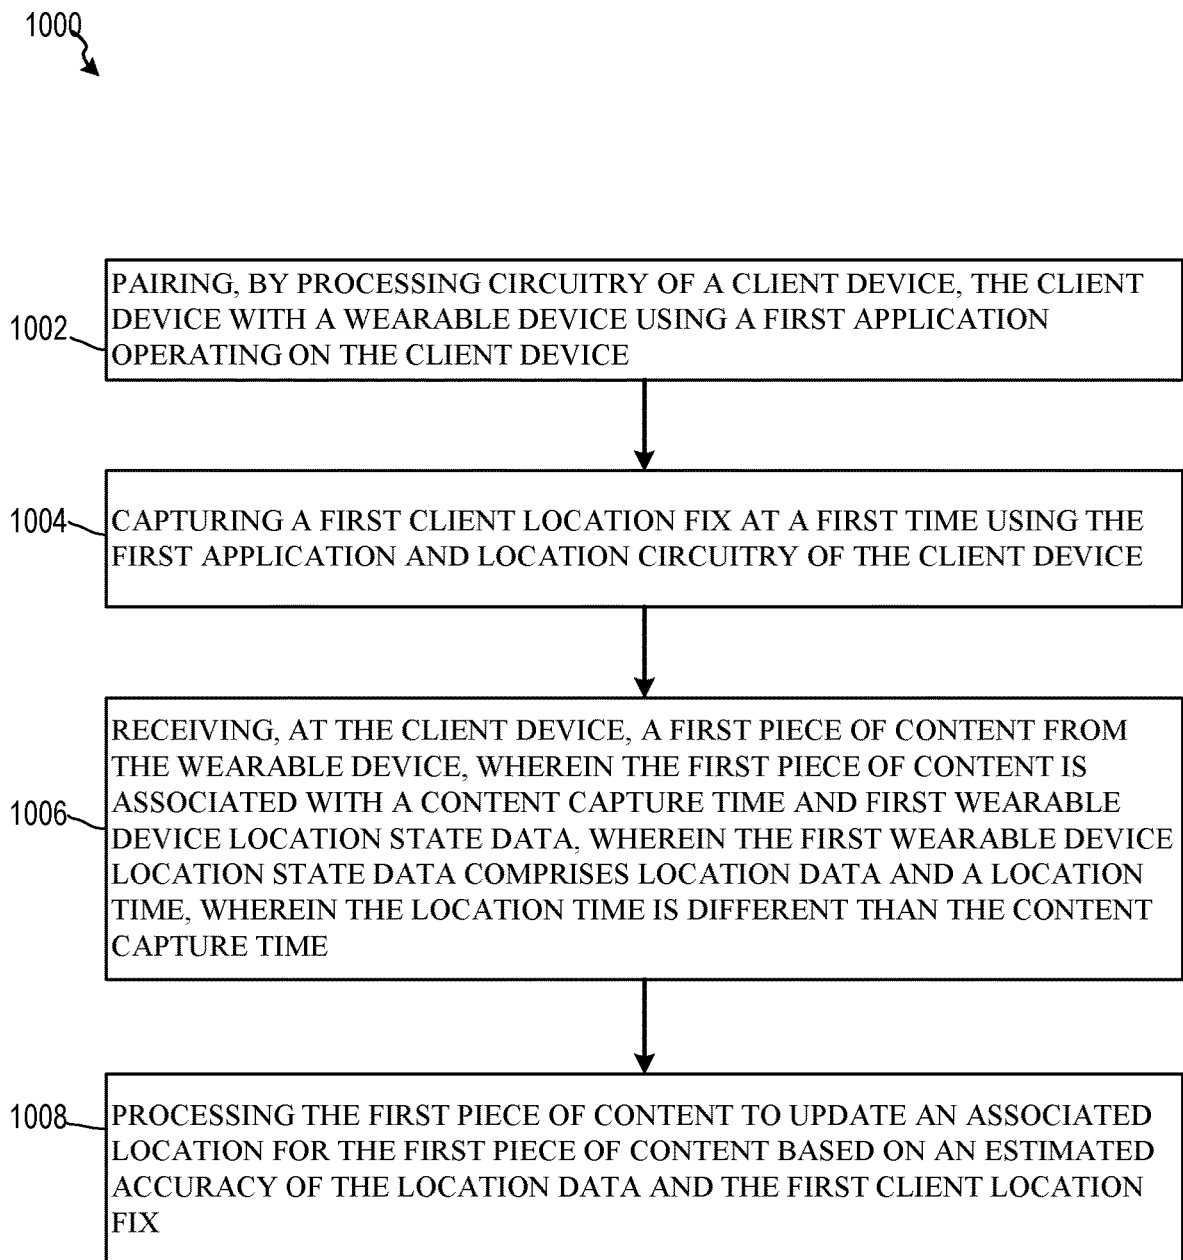 1000
1002
PAIRING, BY PROCESSING CIRCUITRY OF A CLIENT DEVICE, THE CLIENT
DEVICE WITH A WEARABLE DEVICE USING A FIRST APPLICATION
OPERATING ON THE CLIENT DEVICE
1004
CAPTURING A FIRST CLIENT LOCATION FIX AT A FIRST TIME USING THE
FIRST APPLICATION AND LOCATION CIRCUITRY OF THE CLIENT DEVICE
1006
RECEIVING, AT THE CLIENT DEVICE, A FIRST PIECE OF CONTENT FROM
THE WEARABLE DEVICE, WHEREIN THE FIRST PIECE OF CONTENT IS
ASSOCIATED WITH A CONTENT CAPTURE TIME AND FIRST WEARABLE
DEVICE LOCATION STATE DATA, WHEREIN THE FIRST WEARABLE DEVICE
LOCATION STATE DATA COMPRISES LOCATION DATA AND A LOCATION
TIME, WHEREIN THE LOCATION TIME IS DIFFERENT THAN THE CONTENT
CAPTURE TIME
1008
PROCESSING THE FIRST PIECE OF CONTENT TO UPDATE AN ASSOCIATED
LOCATION FOR THE FIRST PIECE OF CONTENT BASED ON AN ESTIMATED
ACCURACY OF THE LOCATION DATA AND THE FIRST CLIENT LOCATION
FIX